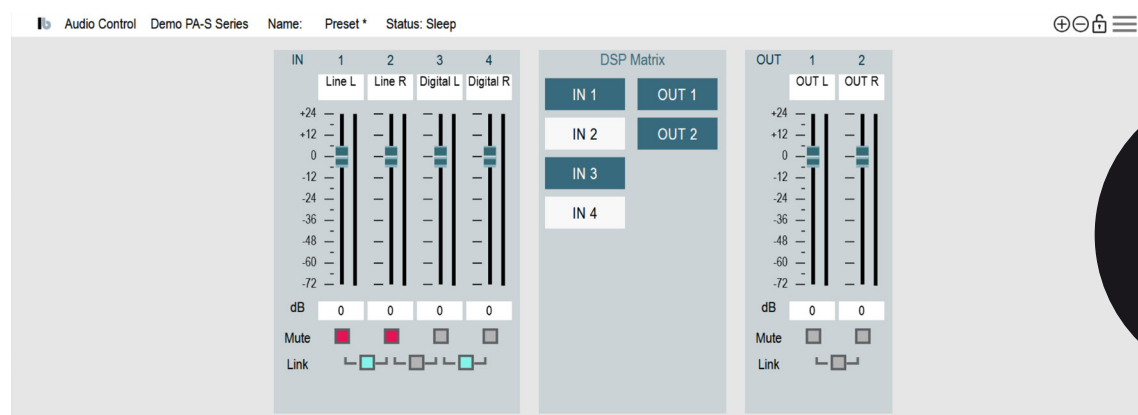 lb Audio Control Demo PA-S Series Name: Preset * Status: Sleep
IN 1 2 3 4
Line L Line R Digital L Digital R
+24
+12
0
-12
-24
-36
-48
-60
-72
dB 0 0 0 0
Mute
Link
DSP Matrix
IN 1 OUT 1
IN 2 OUT 2
IN 3
IN 4
OUT 1 2
OUT L OUT R
+24
+12
0
-12
-24
-36
-48
-60
-72
dB 0 0
Mute
Link